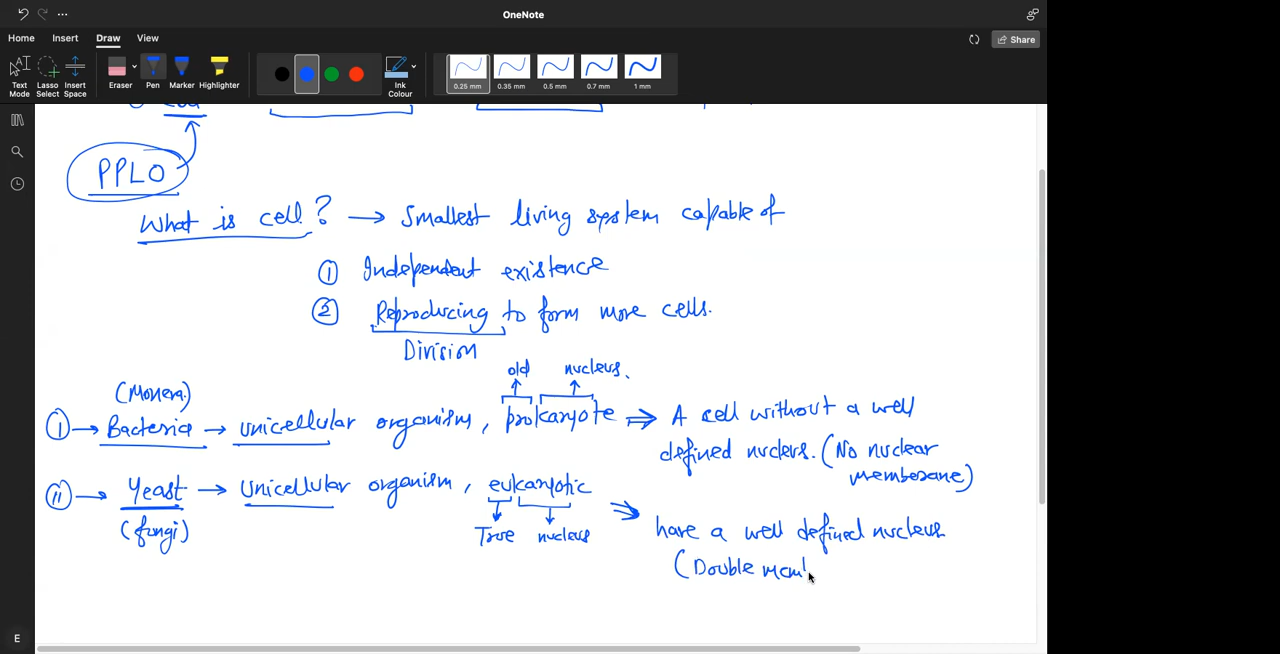 OneNote
Home Insert Draw View
Share
Text Mode
Lasso Select
Insert Space
Eraser
Pen
Marker
Highlighter
Ink Colour
0.25 mm 0.35 mm 0.5 mm 0.7 mm 1 mm
PPLO
What is cell? → Smallest living system capable of
① Independent existence
② Reproducing to form more cells.
Division
old nucleus
(Monera)
① → Bacteria → unicellular organism, prokaryote ⇒ A cell without a well
defined nucleus. (No nuclear
membrane)
⑪ → Yeast → unicellular organism, eukaryotic ⇒
(fungi)
True nucleus
have a well defined nucleus
(Double mem
E